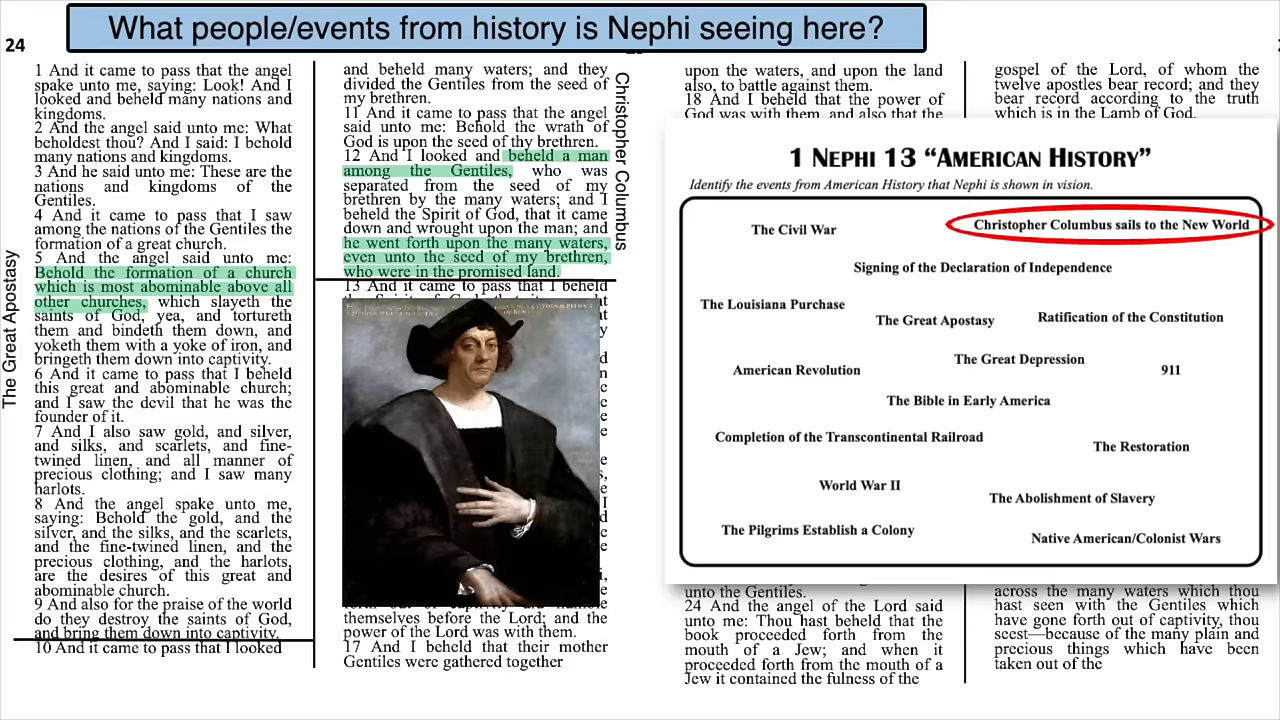 What people/events from history is Nephi seeing here?
24
1 And it came to pass that the angel
spake unto me, saying: Look! And I
looked and beheld many nations and
kingdoms.
2 And the angel said unto me: What
beholdest thou? And I said: I behold
many nations and kingdoms.
3 And he said unto me: These are the
nations and kingdoms of the
Gentiles.
4 And it came to pass that I saw
among the nations of the Gentiles the
formation of a great church.
5 And the angel said unto me:
Behold the formation of a church
which is most abominable above all
other churches, which slayeth the
saints of God, yea, and tortureth
them and bindeth them down, and
yoketh them with a yoke of iron, and
bringeth them down into captivity.
6 And it came to pass that I beheld
this great and abominable church;
and I saw the devil that he was the
founder of it.
7 And I also saw gold, and silver,
and silks, and scarlets, and fine-
twined linen, and all manner of
precious clothing; and I saw many
harlots.
8 And the angel spake unto me,
saying: Behold the gold, and the
silver, and the silks, and the scarlets,
and the fine-twined linen, and the
precious clothing, and the harlots,
are the desires of this great and
abominable church.
9 And also for the praise of the world
do they destroy the saints of God,
and bring them down into captivity.
10 And it came to pass that I looked
The Great Apostasy
and beheld many waters; and they
divided the Gentiles from the seed of
my brethren.
11 And it came to pass that the angel
said unto me: Behold the wrath of
God is upon the seed of thy brethren.
12 And I looked and beheld a man
among the Gentiles, who was
separated from the seed of my
brethren by the many waters; and I
beheld the Spirit of God, that it came
down and wrought upon the man; and
he went forth upon the many waters,
even unto the seed of my brethren,
who were in the promised land.
13 And it came to pass that I beheld
themselves before the Lord; and the
power of the Lord was with them.
17 And I beheld that their mother
Gentiles were gathered together
Christopher Columbus
upon the waters, and upon the land
also, to battle against them.
18 And I beheld that the power of
God was with them, and also that the
unto the Gentiles.
24 And the angel of the Lord said
unto me: Thou hast beheld that the
book proceeded forth from the
mouth of a Jew; and when it
proceeded forth from the mouth of a
Jew it contained the fulness of the
gospel of the Lord, of whom the
twelve apostles bear record; and they
bear record according to the truth
which is in the Lamb of God.
across the many waters which thou
hast seen with the Gentiles which
have gone forth out of captivity, thou
seest—because of the many plain and
precious things which have been
taken out of the
1 NEPHI 13 “AMERICAN HISTORY”
Identify the events from American History that Nephi is shown in vision.
The Civil War
Christopher Columbus sails to the New World
Signing of the Declaration of Independence
The Louisiana Purchase
The Great Apostasy
Ratification of the Constitution
The Great Depression
American Revolution
911
The Bible in Early America
Completion of the Transcontinental Railroad
The Restoration
World War II
The Abolishment of Slavery
The Pilgrims Establish a Colony
Native American/Colonist Wars